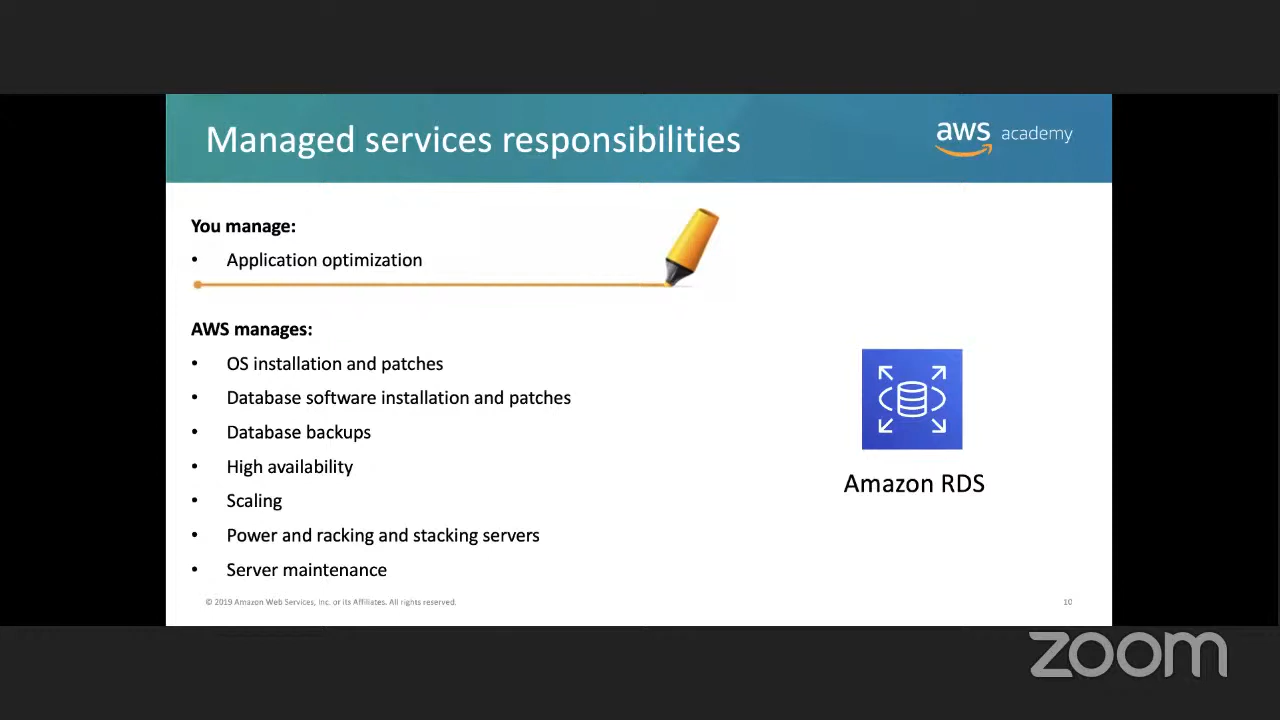 Managed services responsibilities
aws academy
You manage:
• Application optimization
AWS manages:
• OS installation and patches
• Database software installation and patches
• Database backups
• High availability
• Scaling
• Power and racking and stacking servers
• Server maintenance
Amazon RDS
© 2019 Amazon Web Services, Inc. or its Affiliates. All rights reserved.
10
zoom